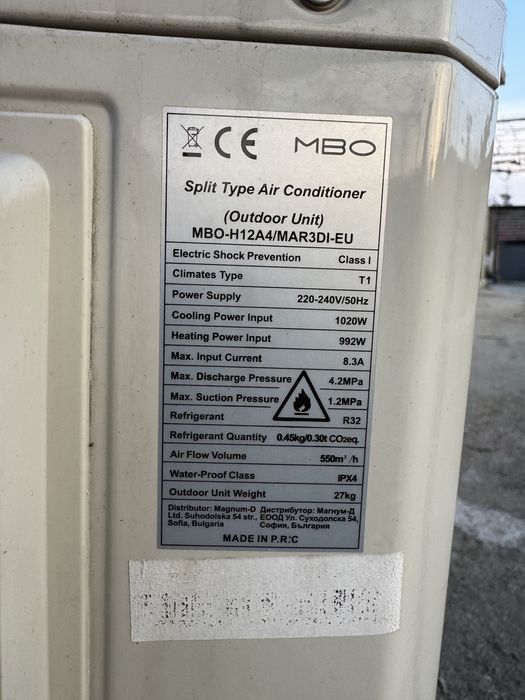 CE MBO
Split Type Air Conditioner
(Outdoor Unit)
MBO-H12A4/MAR3DI-EU
Electric Shock Prevention Class I
Climates Type T1
Power Supply 220-240V/50Hz
Cooling Power Input 1020W
Heating Power Input 992W
Max. Input Current 8.3A
Max. Discharge Pressure 4.2MPa
Max. Suction Pressure 1.2MPa
Refrigerant R32
Refrigerant Quantity 0.45kg/0.30t CO2eq.
Air Flow Volume 550m³/h
Water-Proof Class IPX4
Outdoor Unit Weight 27kg
Distributor: Magnum-D Дистрибутор: Магнум-Д
Ltd. Suhodolska 54 str., ЕООД Ул. Суходолска 54,
Sofia, Bulgaria София, България
MADE IN P.R.C